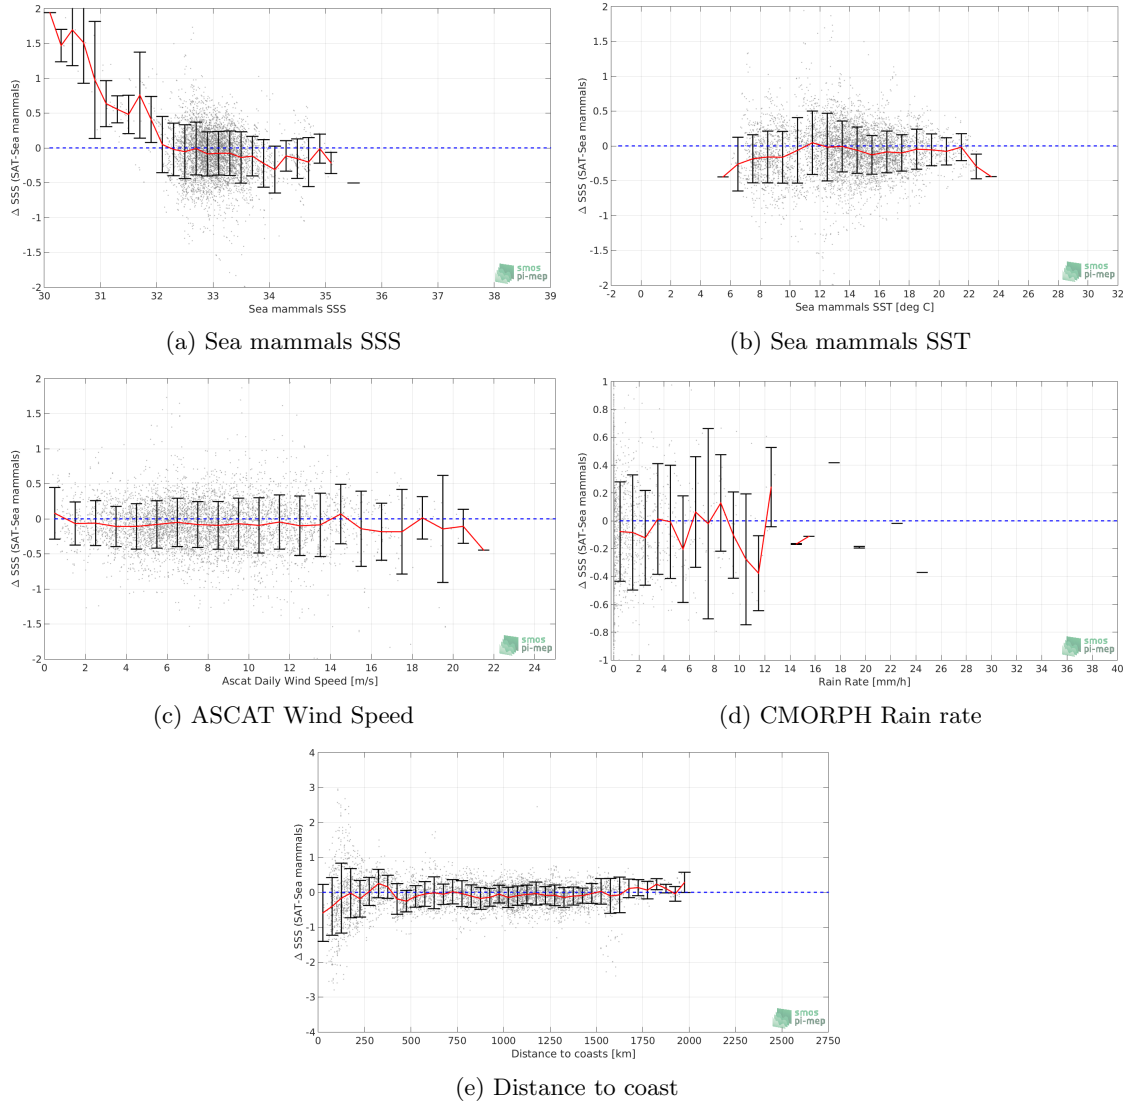 2
1.5
1
0.5
0
-0.5
-1
-1.5
-2
Δ SSS (SAT-Sea mammals)
30 31 32 33 34 35 36 37 38 39
Sea mammals SSS
smos
pi-mep
(a) Sea mammals SSS
2
1.5
1
0.5
0
-0.5
-1
-1.5
-2
Δ SSS (SAT-Sea mammals)
-2 0 2 4 6 8 10 12 14 16 18 20 22 24 26 28 30 32
Sea mammals SST [deg C]
smos
pi-mep
(b) Sea mammals SST
2
1.5
1
0.5
0
-0.5
-1
-1.5
-2
Δ SSS (SAT-Sea mammals)
0 2 4 6 8 10 12 14 16 18 20 22 24
Ascat Daily Wind Speed [m/s]
smos
pi-mep
(c) ASCAT Wind Speed
1
0.8
0.6
0.4
0.2
0
-0.2
-0.4
-0.6
-0.8
-1
Δ SSS (SAT-Sea mammals)
0 2 4 6 8 10 12 14 16 18 20 22 24 26 28 30 32 34 36 38 40
Rain Rate [mm/h]
smos
pi-mep
(d) CMORPH Rain rate
4
3
2
1
0
-1
-2
-3
-4
Δ SSS (SAT-Sea mammals)
0 250 500 750 1000 1250 1500 1750 2000 2250 2500 2750
Distance to coasts [km]
smos
pi-mep
(e) Distance to coast